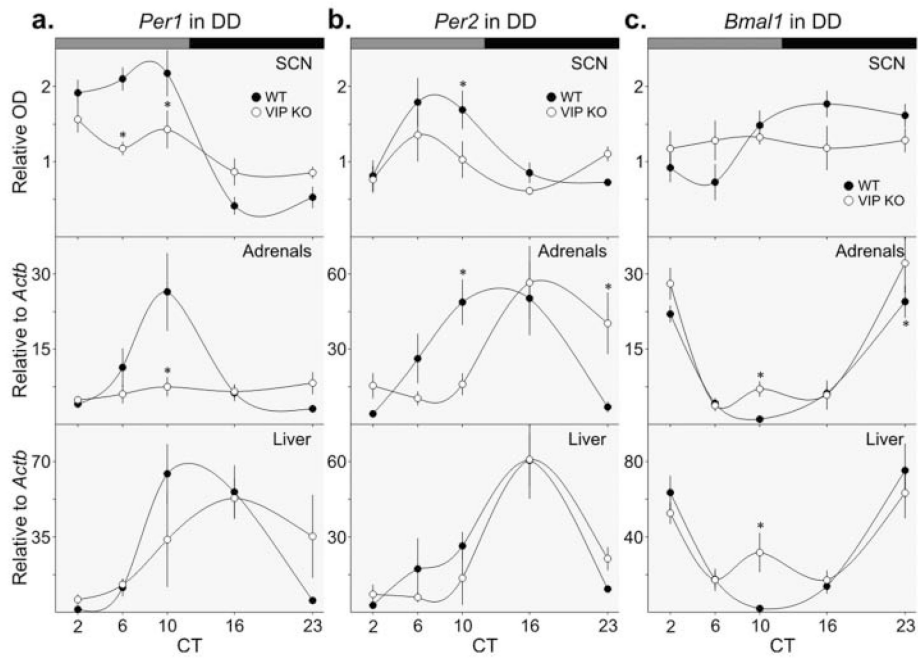 a. Per1 in DD
b. Per2 in DD
c. Bmal1 in DD
Relative OD
2
1
SCN
WT
VIP KO
*
*
SCN
2
1
*
SCN
2
1
WT
VIP KO
Relative to Actb
30
15
Adrenals
*
60
30
Adrenals
*
*
30
15
Adrenals
*
*
Relative to Actb
70
35
Liver
60
30
Liver
80
40
Liver
*
2 6 10 16 23
CT
2 6 10 16 23
CT
2 6 10 16 23
CT